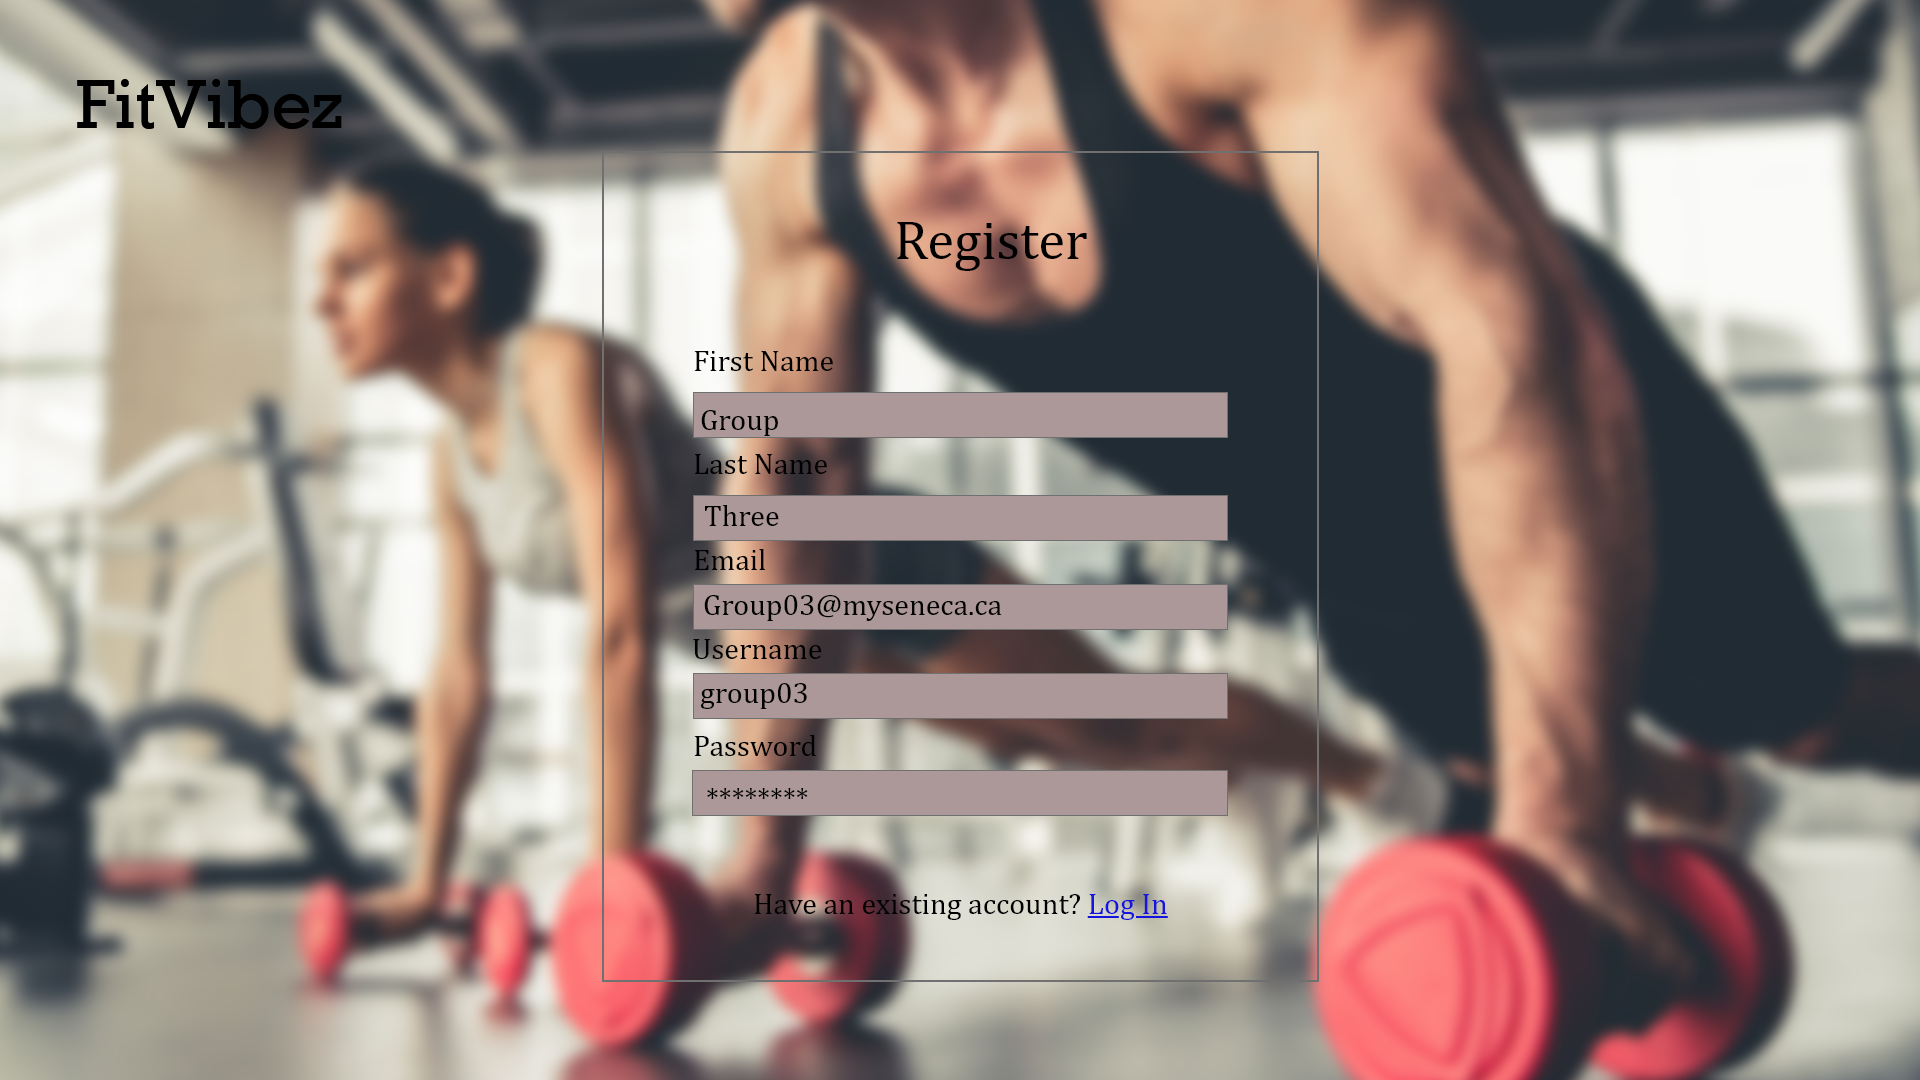 FitVibez
Register
First Name
Group
Last Name
Three
Email
Group03@myseneca.ca
Username
group03
Password
********
Have an existing account? Log In